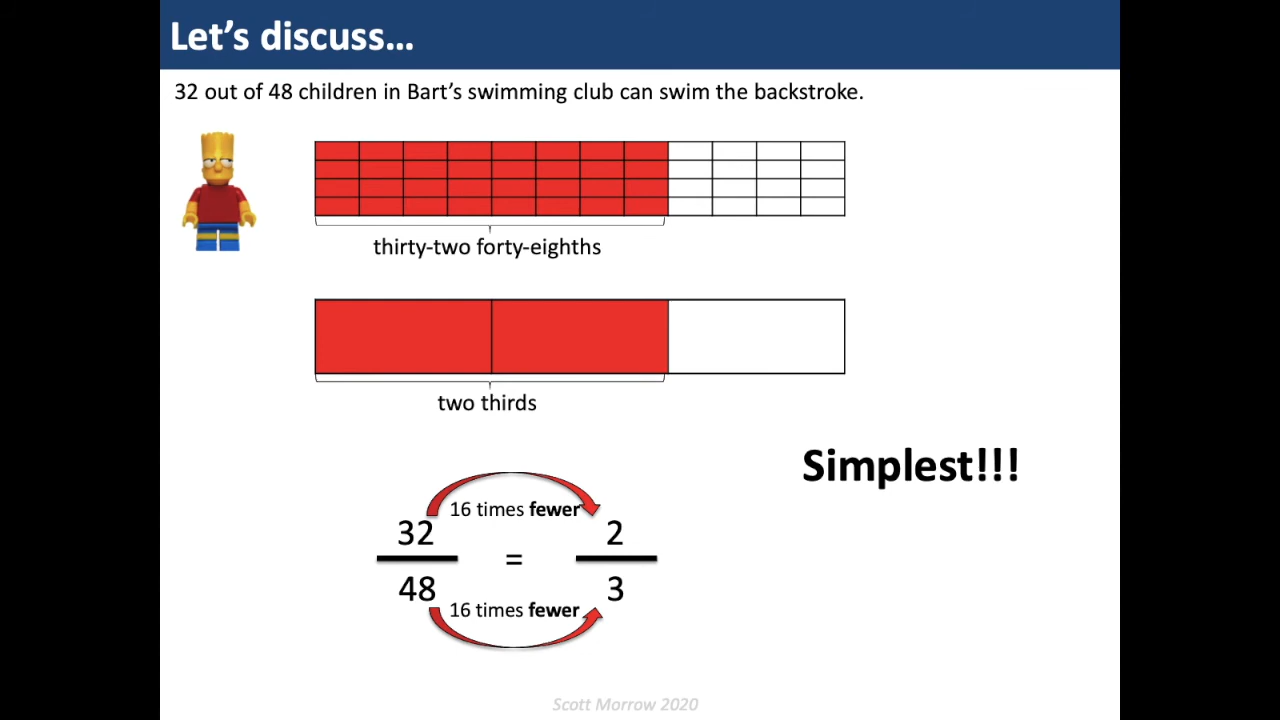 Let's discuss...
32 out of 48 children in Bart's swimming club can swim the backstroke.
thirty-two forty-eighths
two thirds
Simplest!!!
16 times fewer
32
48
=
2
3
16 times fewer
Scott Morrow 2020